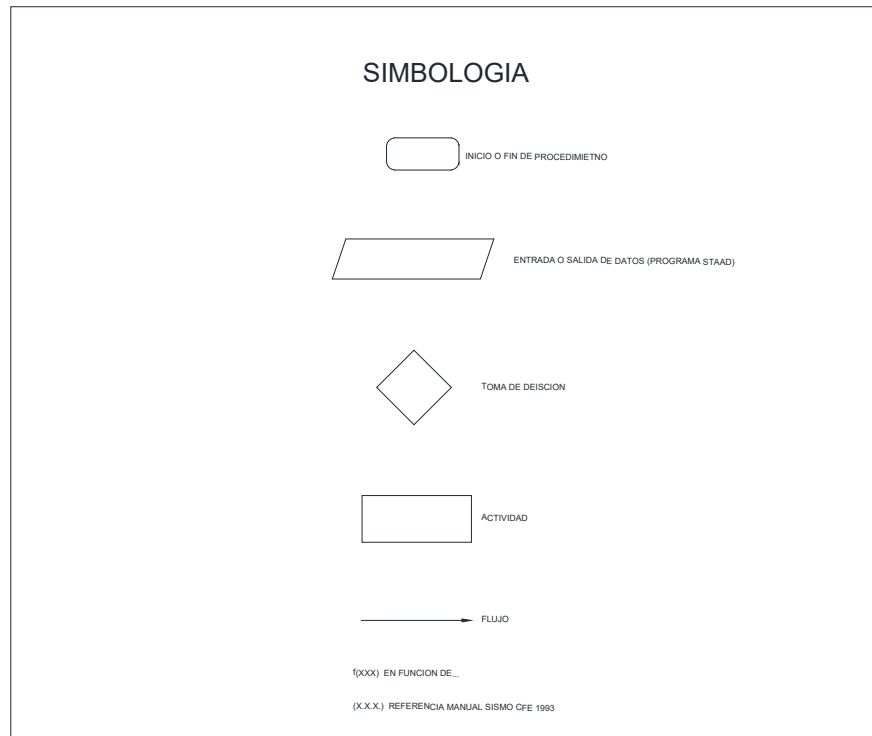 SIMBOLOGIA
INICIO O FIN DE PROCEDIMIETNO
ENTRADA O SALIDA DE DATOS (PROGRAMA STAAD)
TOMA DE DEISCION
ACTIVIDAD
FLUJO
f(XXX) EN FUNCION DE...
(X.X.X.) REFERENCIA MANUAL SISMO CFE 1993